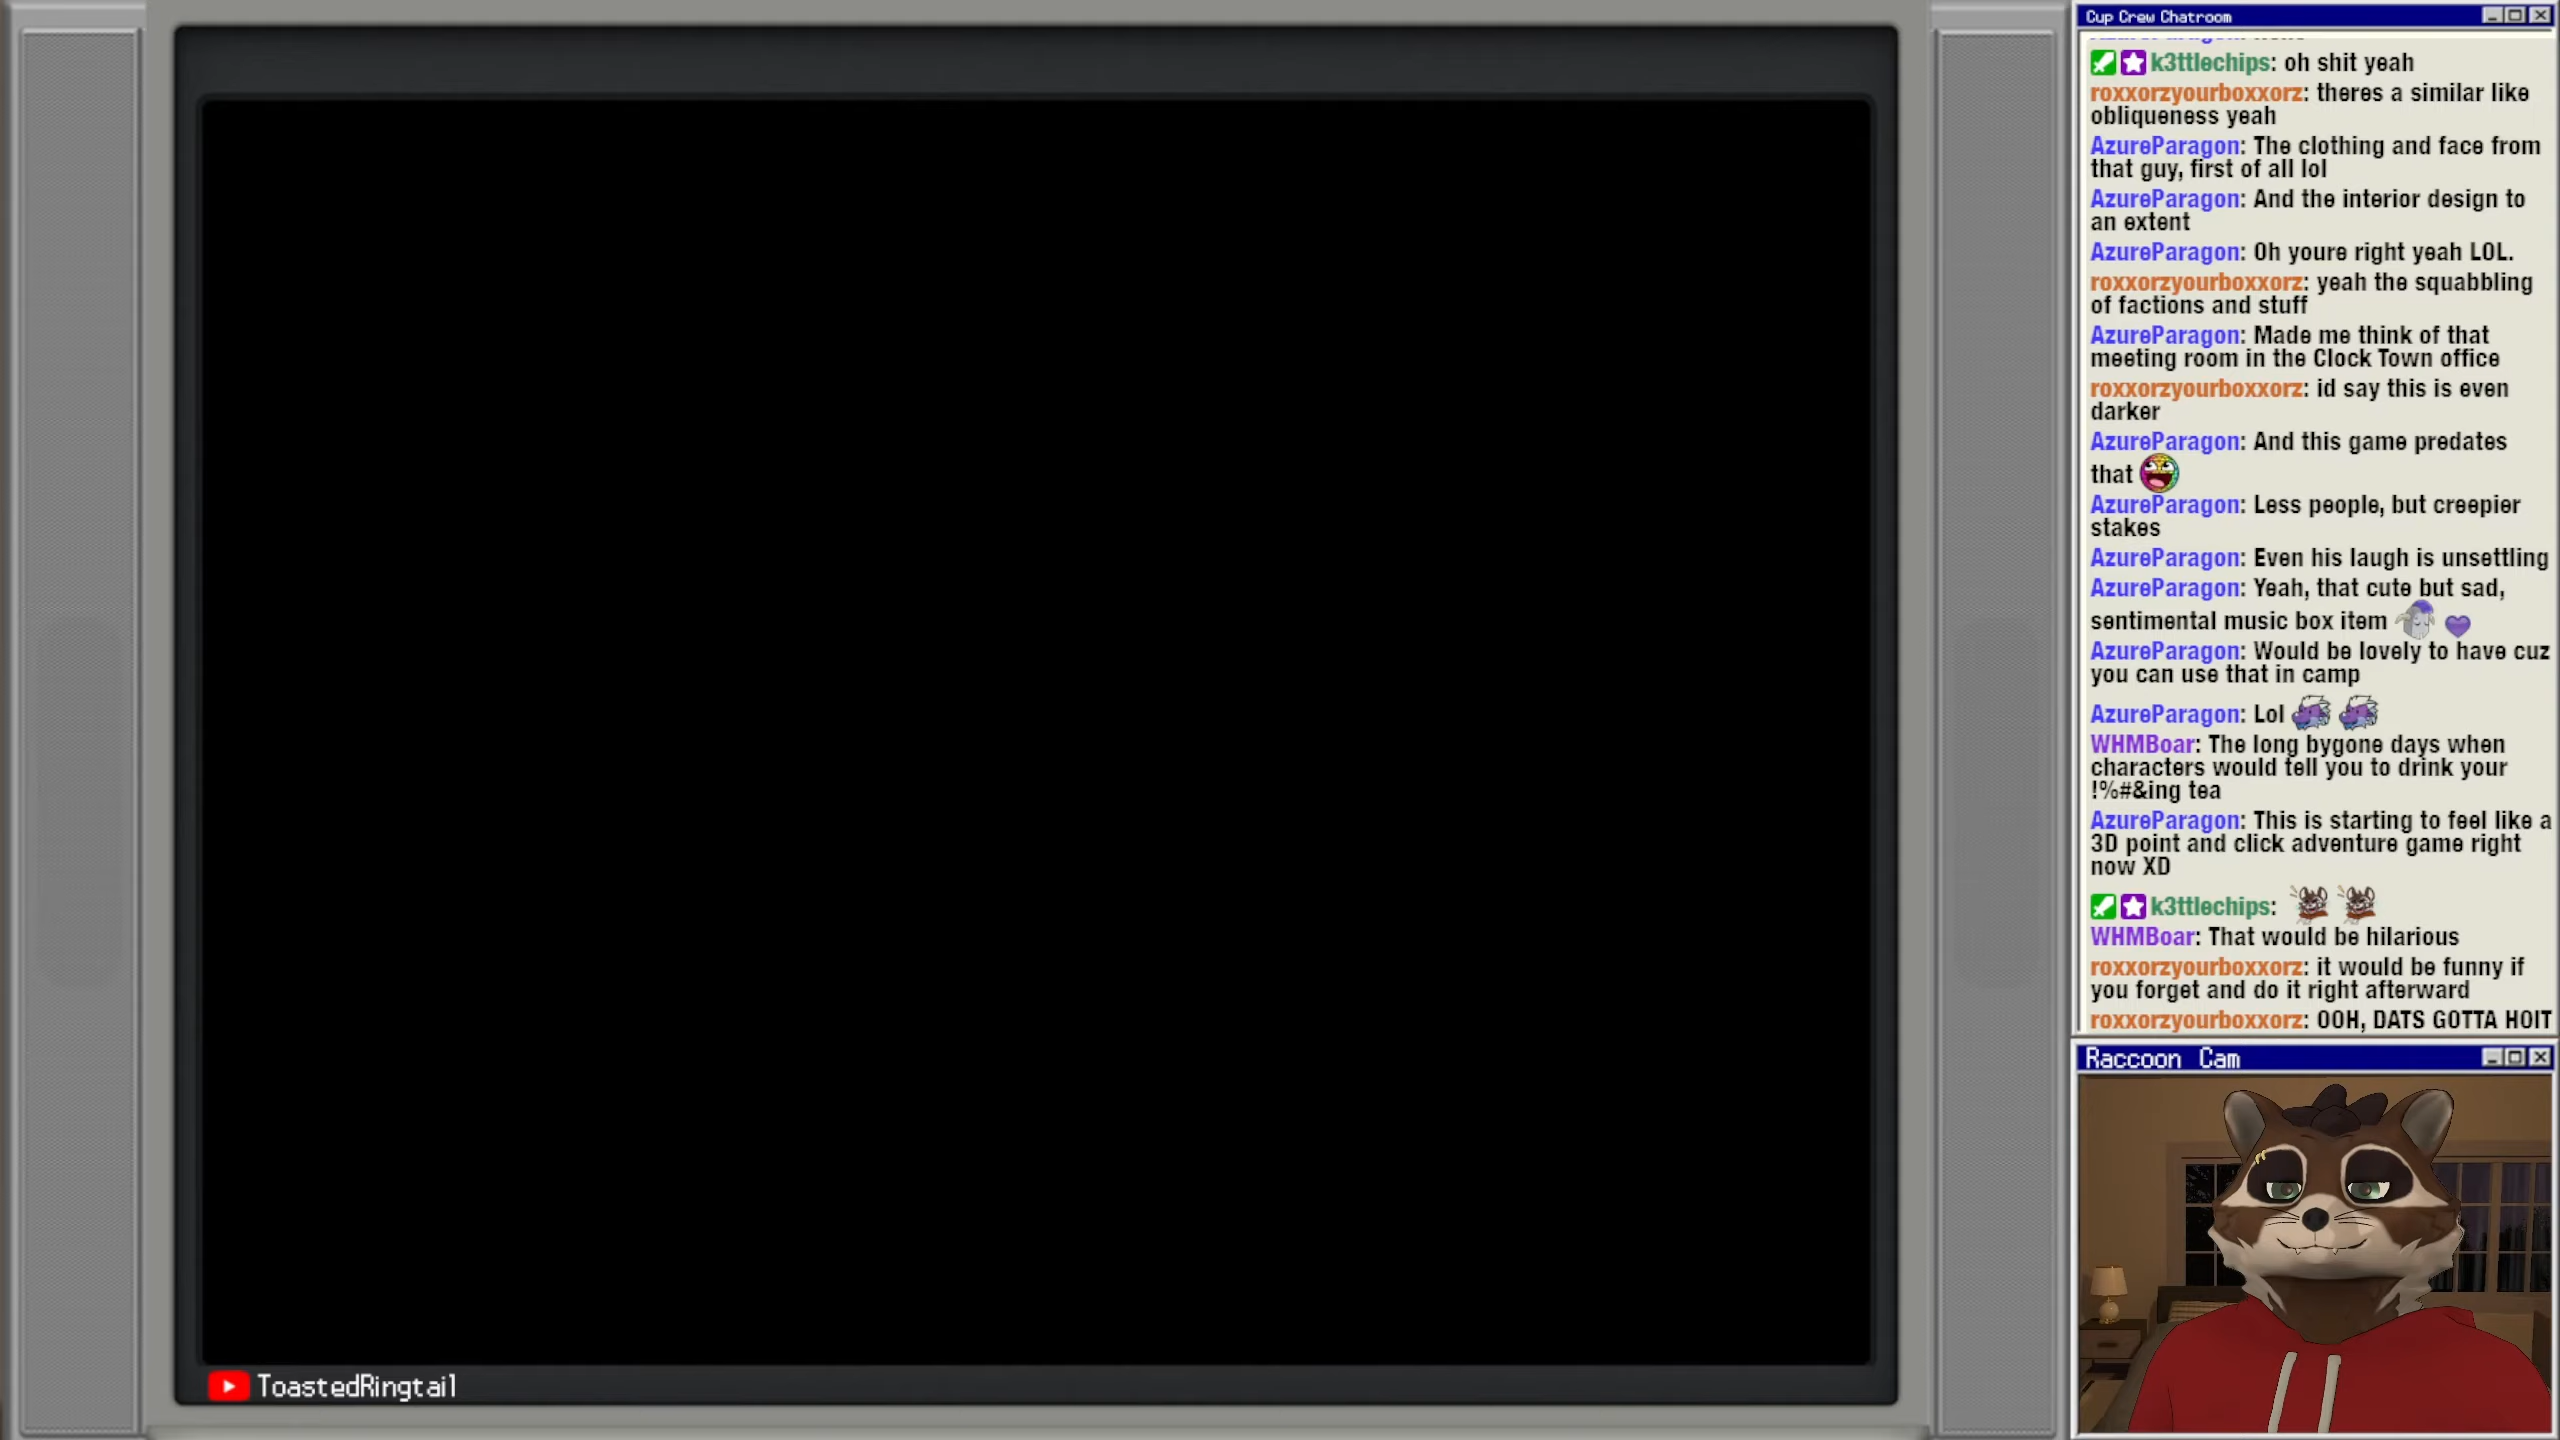 Cup Crew Chatroom
k3ttlechips: oh shit yeah
roxxorzyourboxxorz: theres a similar like
obliqueness yeah
AzureParagon: The clothing and face from
that guy, first of all lol
AzureParagon: And the interior design to
an extent
AzureParagon: Oh youre right yeah LOL.
roxxorzyourboxxorz: yeah the squabbling
of factions and stuff
AzureParagon: Made me think of that
meeting room in the Clock Town office
roxxorzyourboxxorz: id say this is even
darker
AzureParagon: And this game predates
that
AzureParagon: Less people, but creepier
stakes
AzureParagon: Even his laugh is unsettling
AzureParagon: Yeah, that cute but sad,
sentimental music box item
AzureParagon: Would be lovely to have cuz
you can use that in camp
AzureParagon: Lol
WHMBoar: The long bygone days when
characters would tell you to drink your
!%#&ing tea
AzureParagon: This is starting to feel like a
3D point and click adventure game right
now XD
k3ttlechips:
WHMBoar: That would be hilarious
roxxorzyourboxxorz: it would be funny if
you forget and do it right afterward
roxxorzyourboxxorz: OOH, DATS GOTTA HOIT
Raccoon Cam
ToastedRingtail